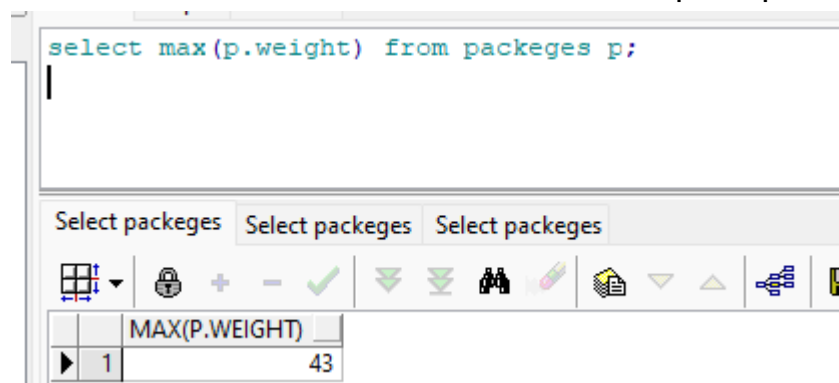 select max(p.weight) from packeges p;
Select packeges Select packeges Select packeges
MAX(P.WEIGHT)
1 43